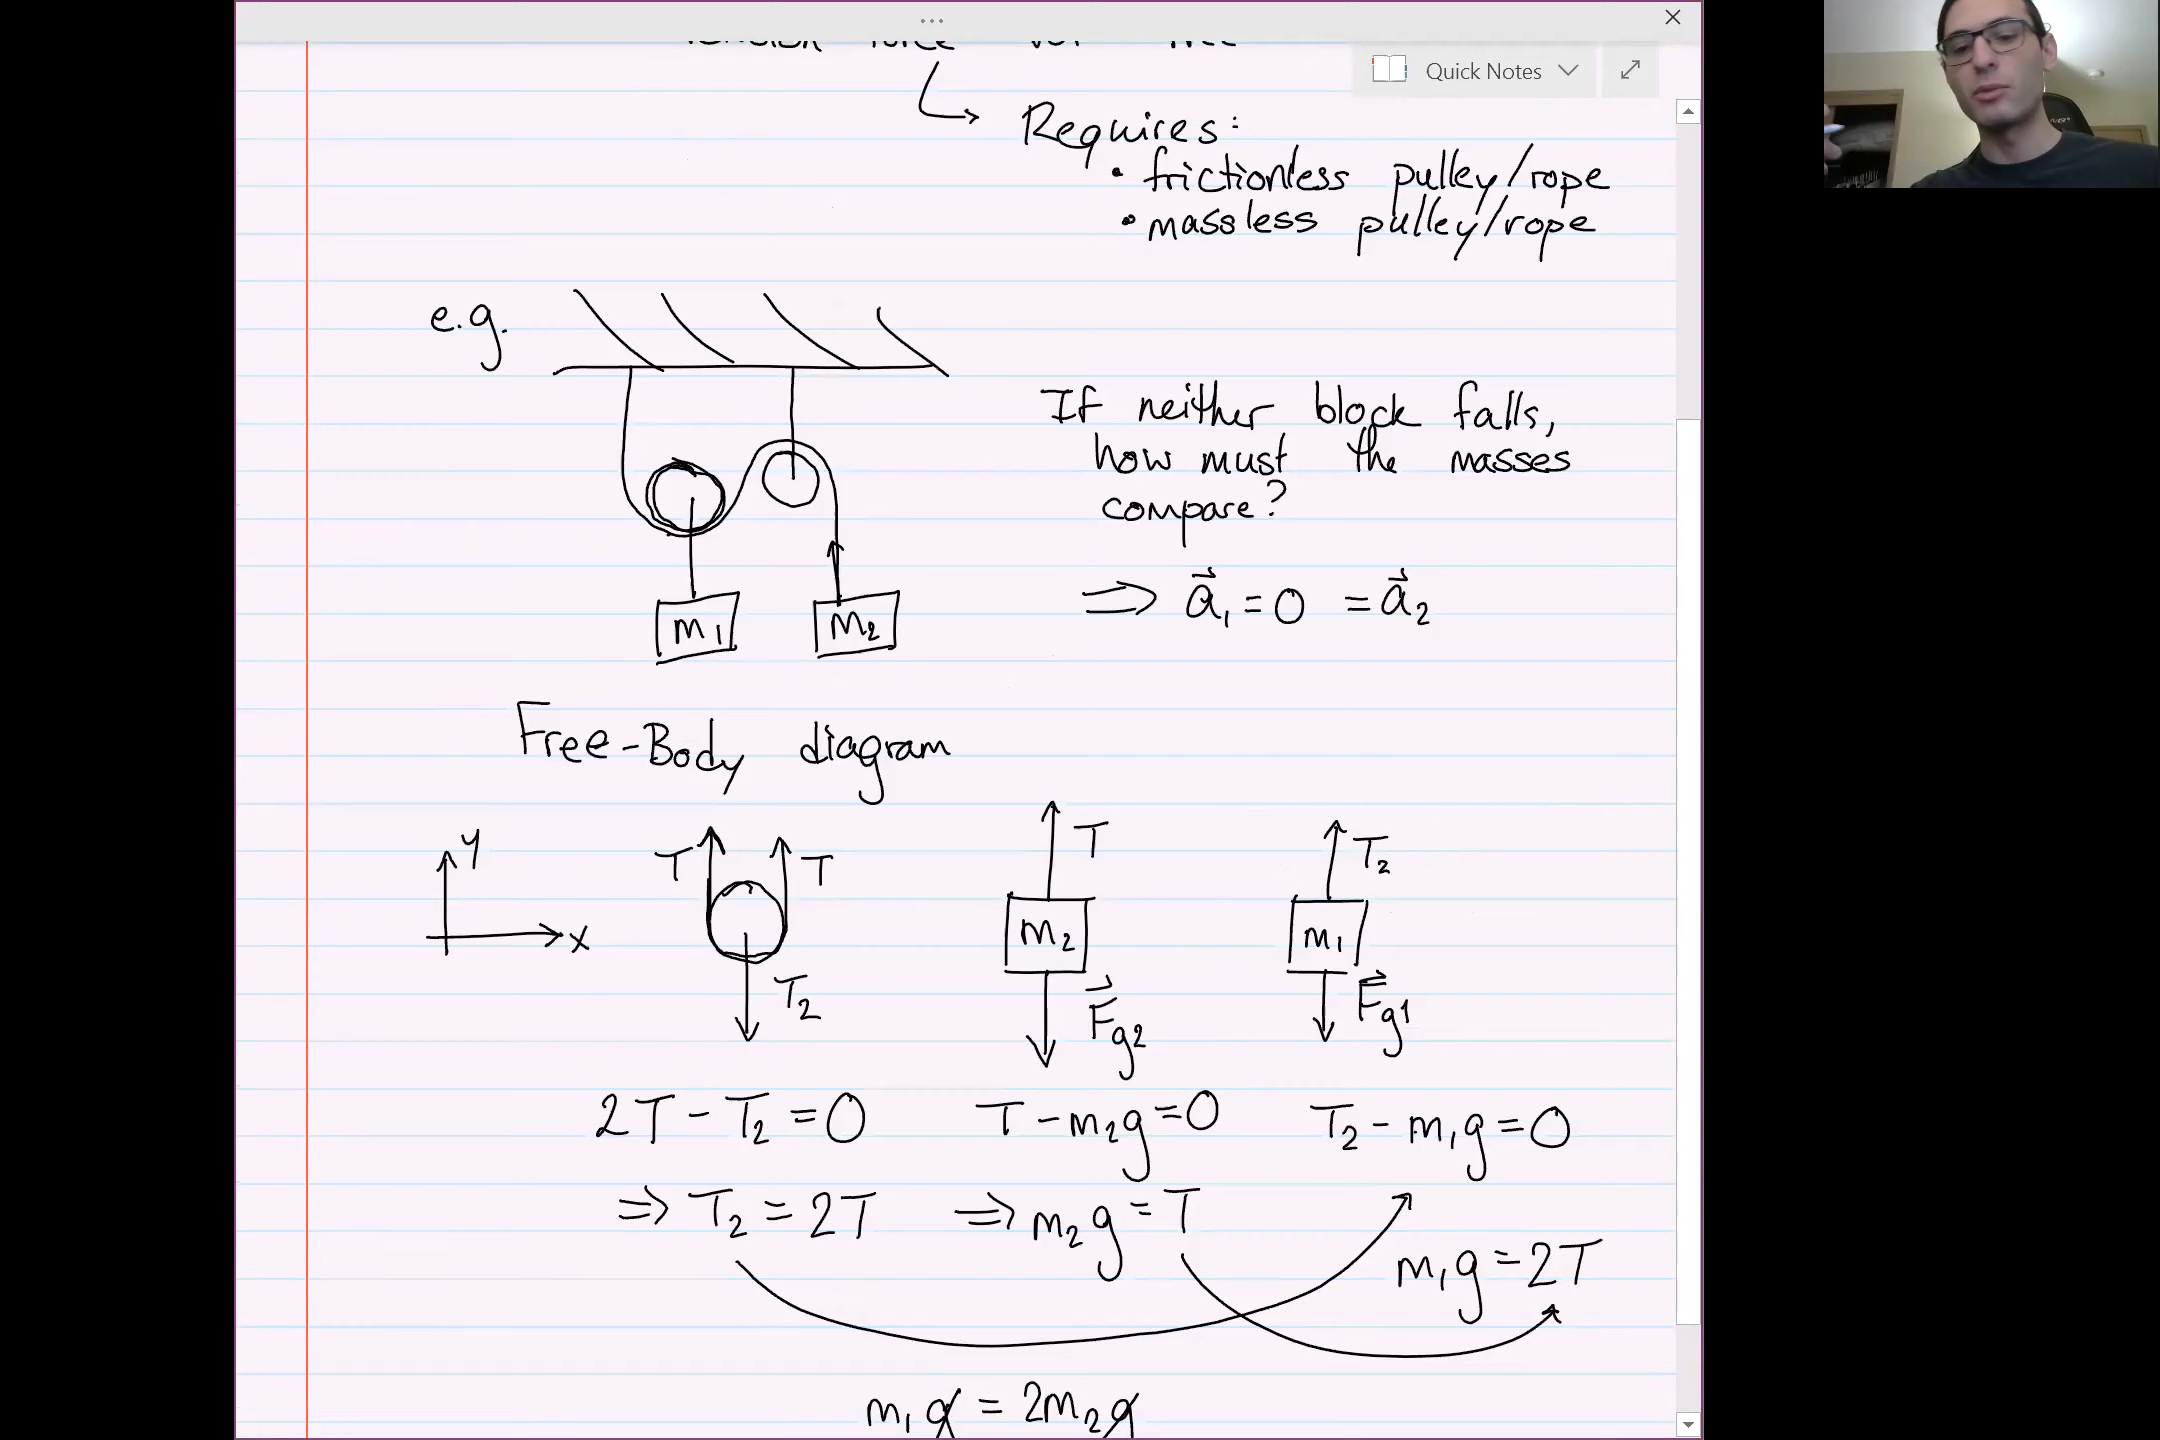 Quick Notes
Requires:
• frictionless pulley/rope
• massless pulley/rope
e.g.
If neither block falls,
how must the masses
compare?
⇒ a⃗₁ = 0 = a⃗₂
m₁ m₂
Free-Body diagram
y
x
T T
T₂
T
m₂
F⃗g2
T₂
m₁
F⃗g1
2T - T₂ = 0 T - m₂g = 0 T₂ - m₁g = 0
⇒ T₂ = 2T ⇒ m₂g = T
m₁g = 2T
m₁g = 2m₂g